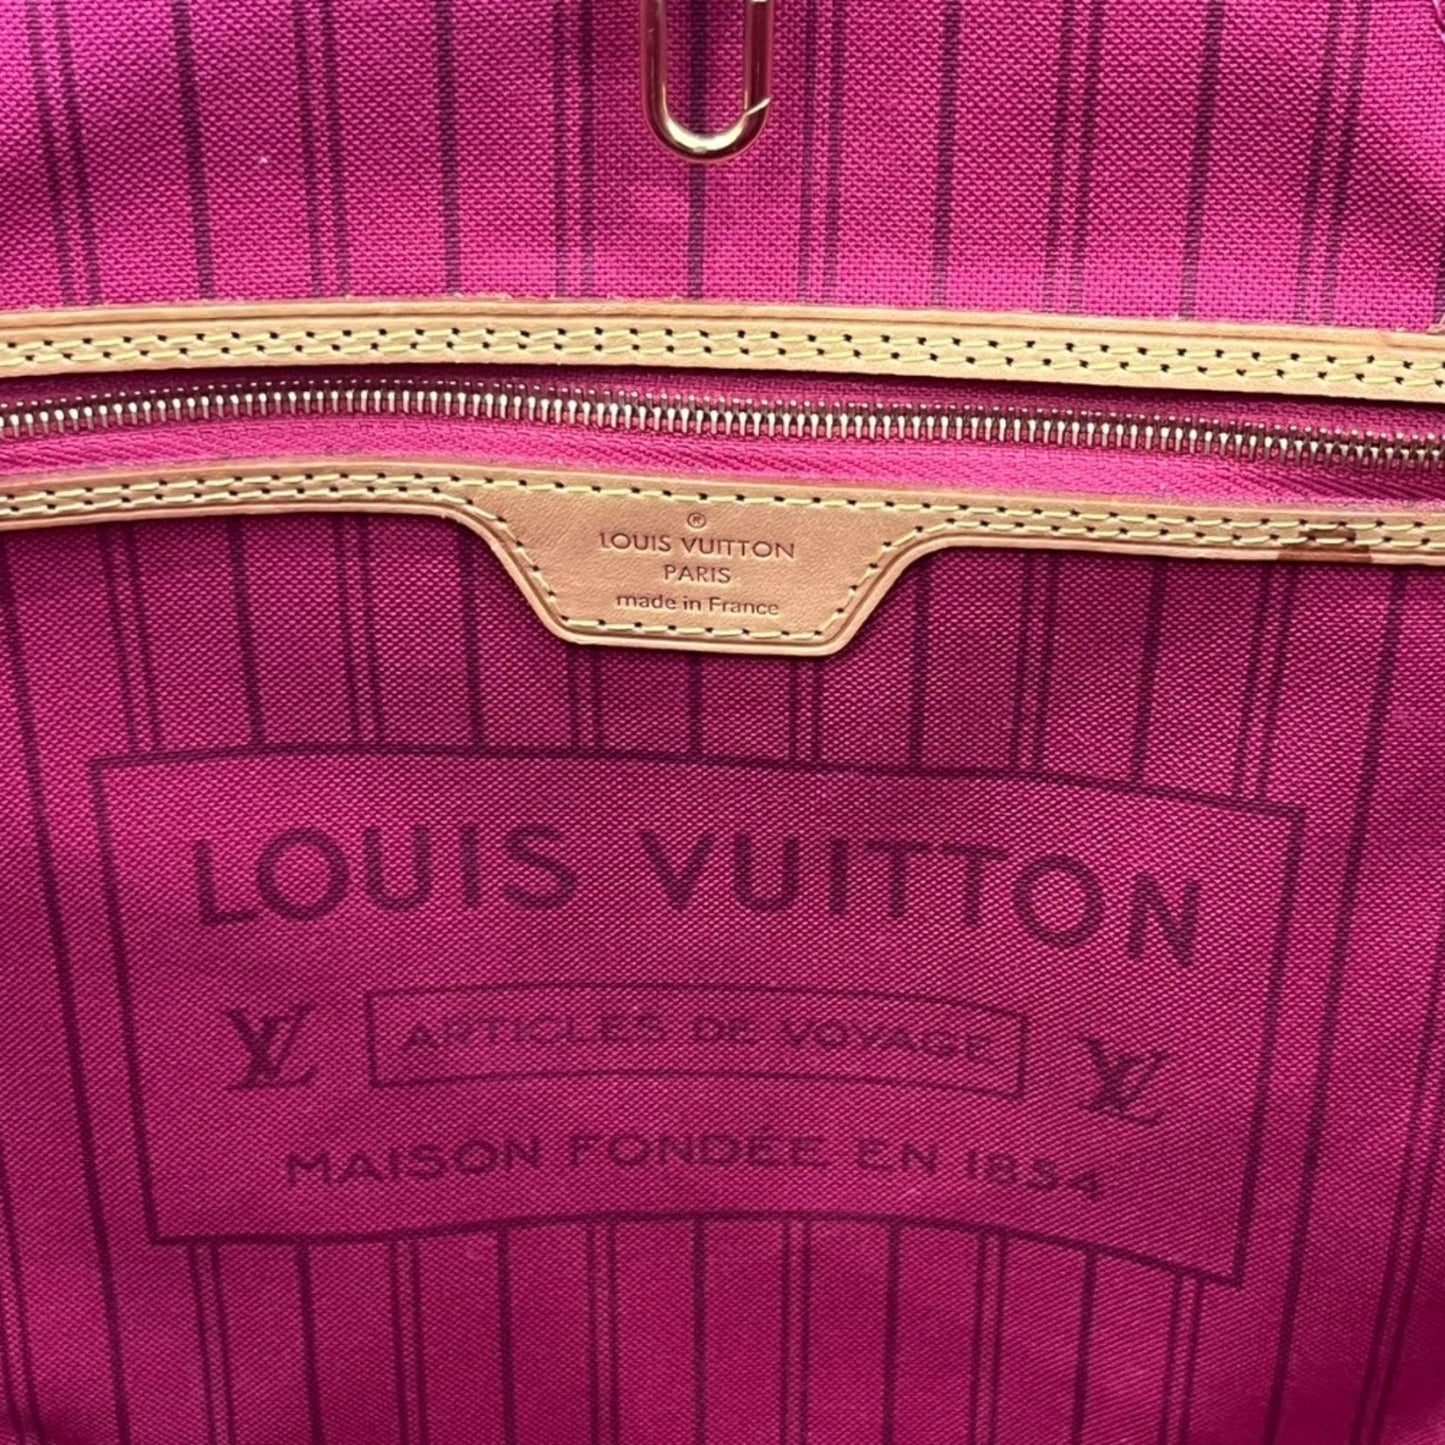 ®
LOUIS VUITTON
PARIS
made in France
LOUIS VUITTON
LV ARTICLES DE VOYAGE LV
MAISON FONDÉE EN 1854